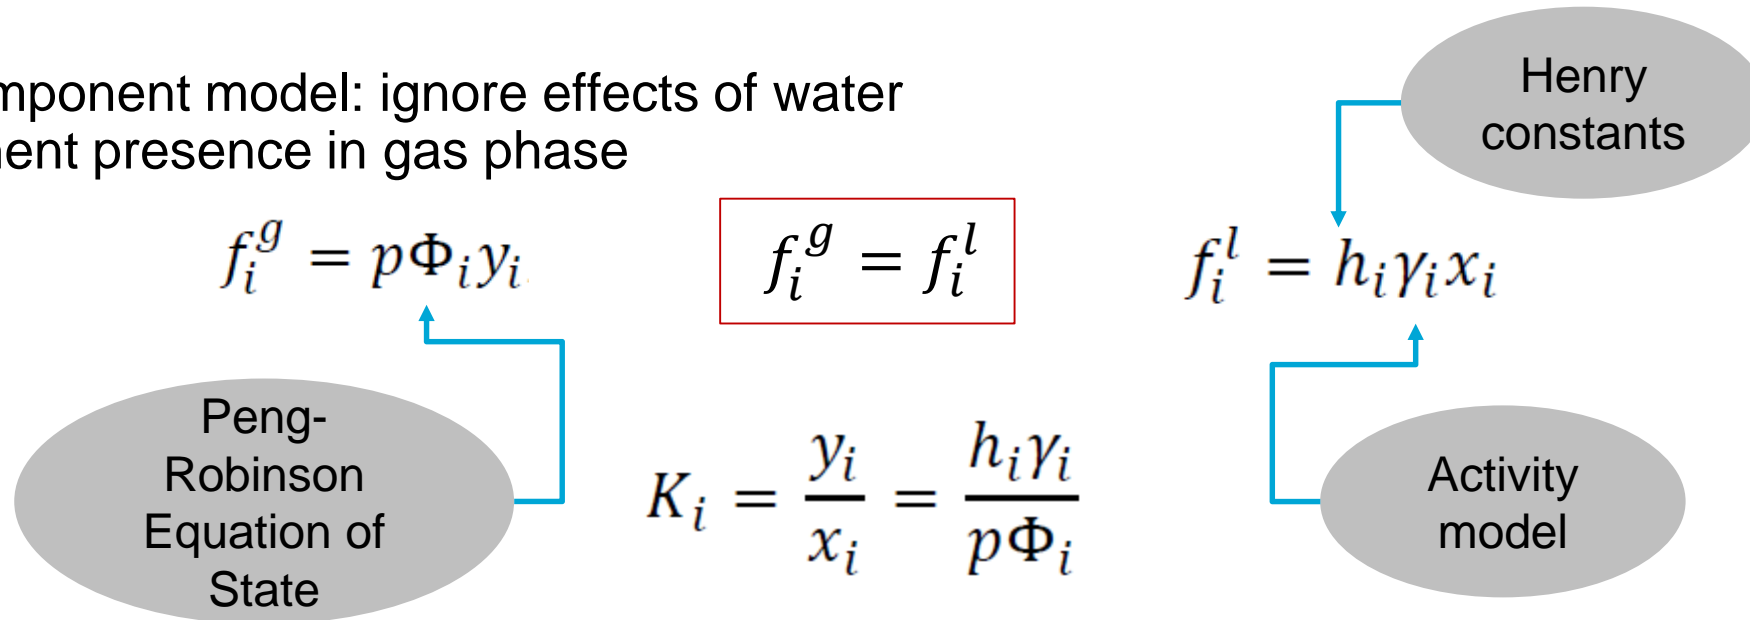 mponent model: ignore effects of water
nent presence in gas phase
Henry
constants
f_i^g = pΦ_i y_i
f_i^g = f_i^l
f_i^l = h_i γ_i x_i
Peng-
Robinson
Equation of
State
K_i = y_i / x_i = h_i γ_i / pΦ_i
Activity
model